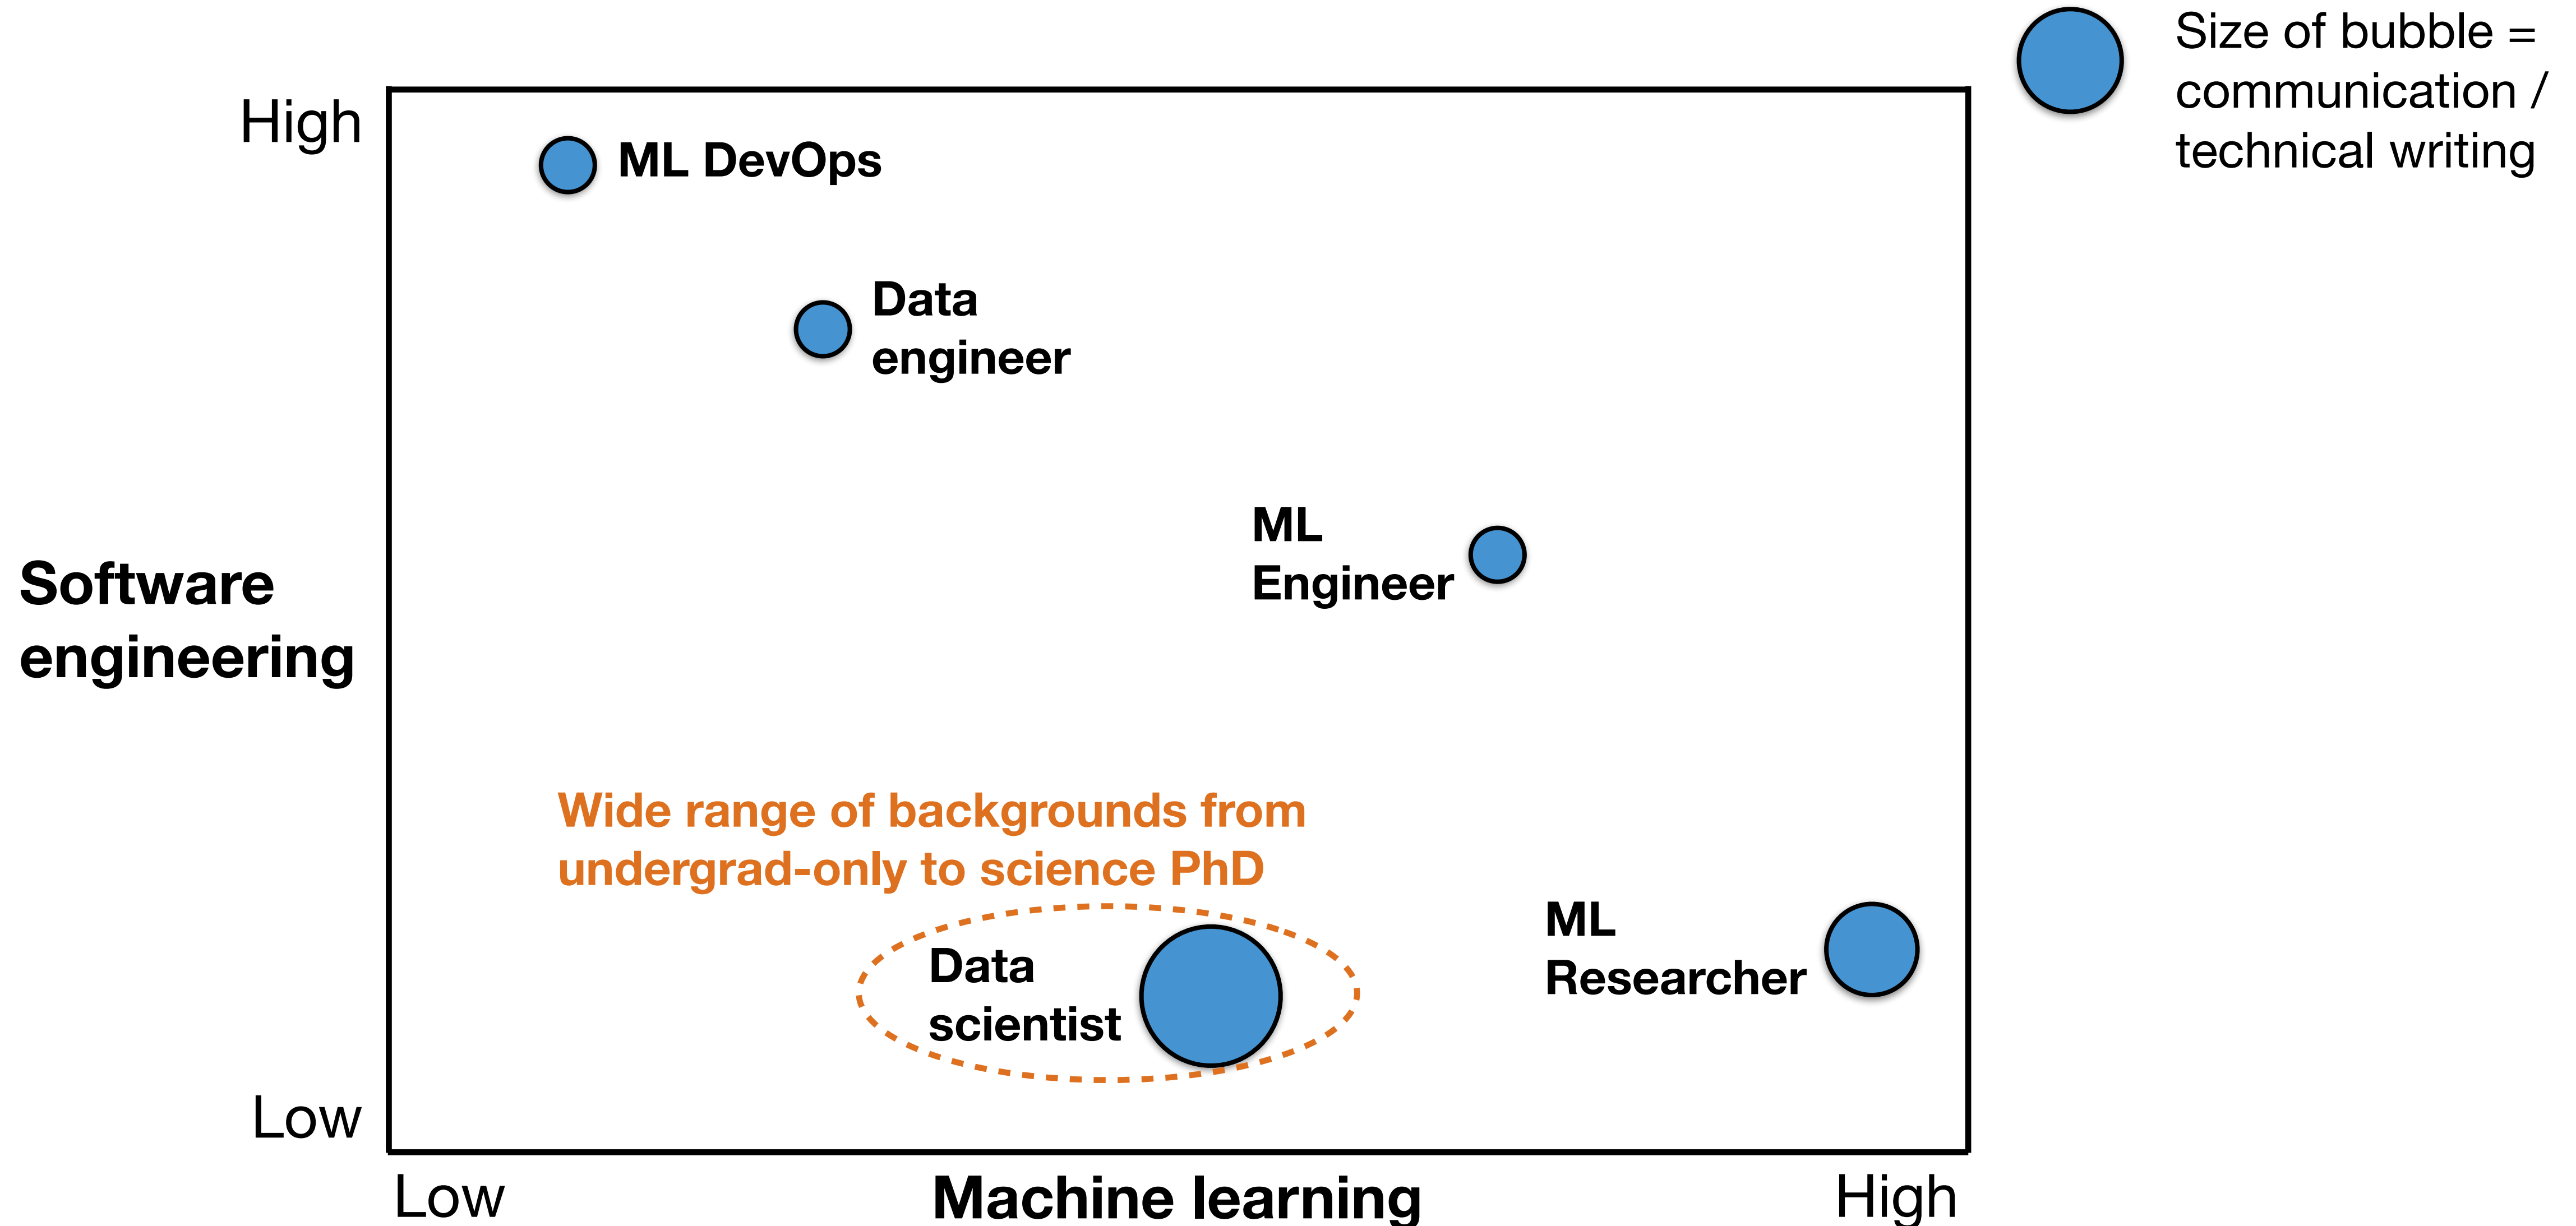 Size of bubble =
communication /
technical writing
High
ML DevOps
Data
engineer
ML
Engineer
Software
engineering
Wide range of backgrounds from
undergrad-only to science PhD
ML
Researcher
Data
scientist
Low
Low
Machine learning
High